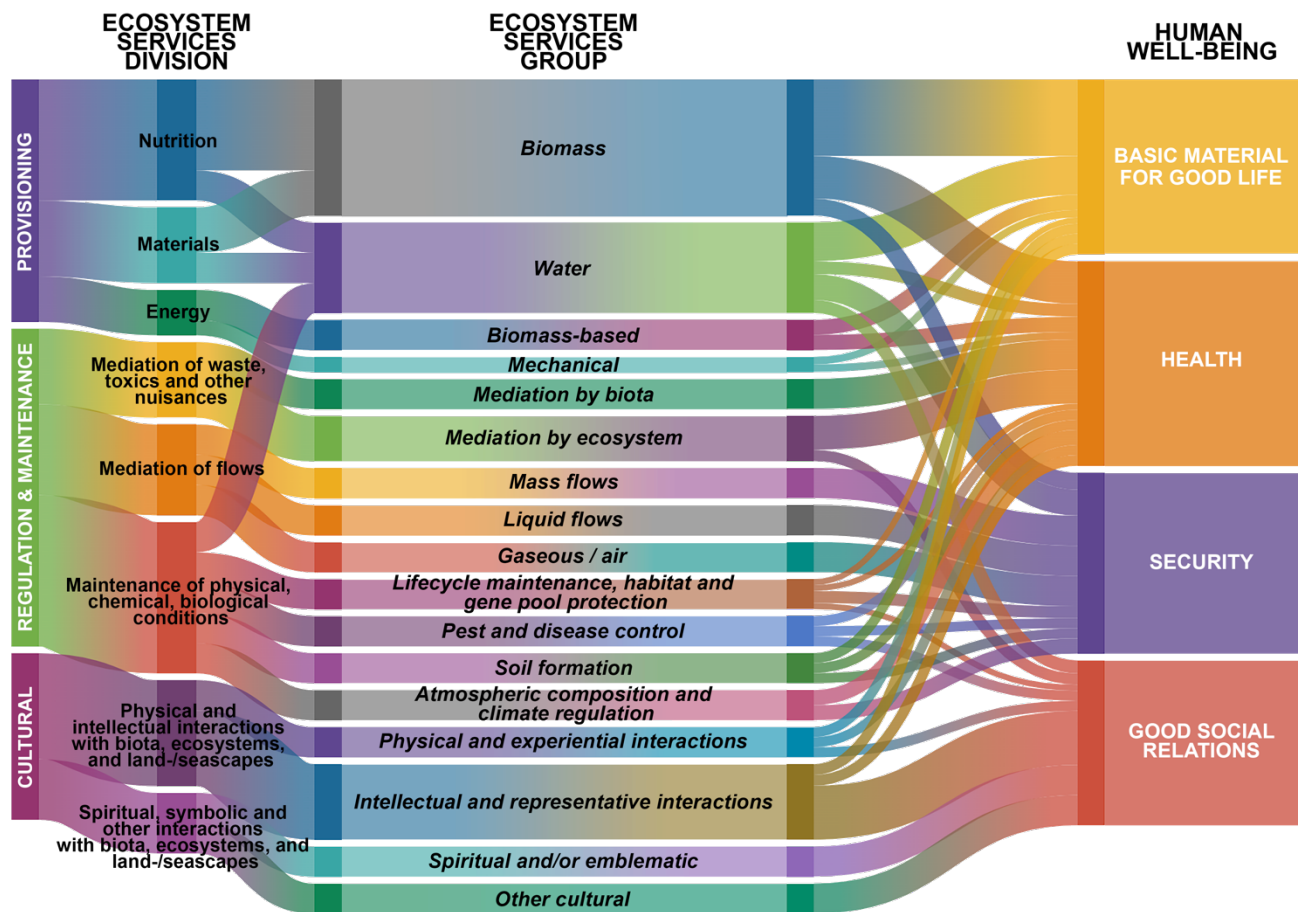 ECOSYSTEM
SERVICES
DIVISION
ECOSYSTEM
SERVICES
GROUP
HUMAN
WELL-BEING
PROVISIONING
REGULATION & MAINTENANCE
CULTURAL
Nutrition
Materials
Energy
Mediation of waste,
toxics and other
nuisances
Mediation of flows
Maintenance of physical,
chemical, biological
conditions
Physical and
intellectual interactions
with biota, ecosystems,
and land-/seascapes
Spiritual, symbolic and
other interactions
with biota, ecosystems, and
land-/seascapes
Biomass
Water
Biomass-based
Mechanical
Mediation by biota
Mediation by ecosystem
Mass flows
Liquid flows
Gaseous / air
Lifecycle maintenance, habitat and
gene pool protection
Pest and disease control
Soil formation
Atmospheric composition and
climate regulation
Physical and experiential interactions
Intellectual and representative interactions
Spiritual and/or emblematic
Other cultural
BASIC MATERIAL
FOR GOOD LIFE
HEALTH
SECURITY
GOOD SOCIAL
RELATIONS